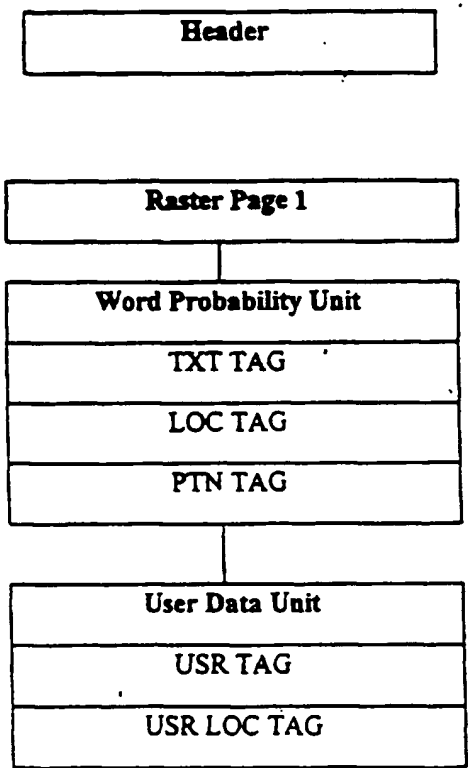 Header
Raster Page 1
Word Probability Unit
TXT TAG
LOC TAG
PTN TAG
User Data Unit
USR TAG
USR LOC TAG